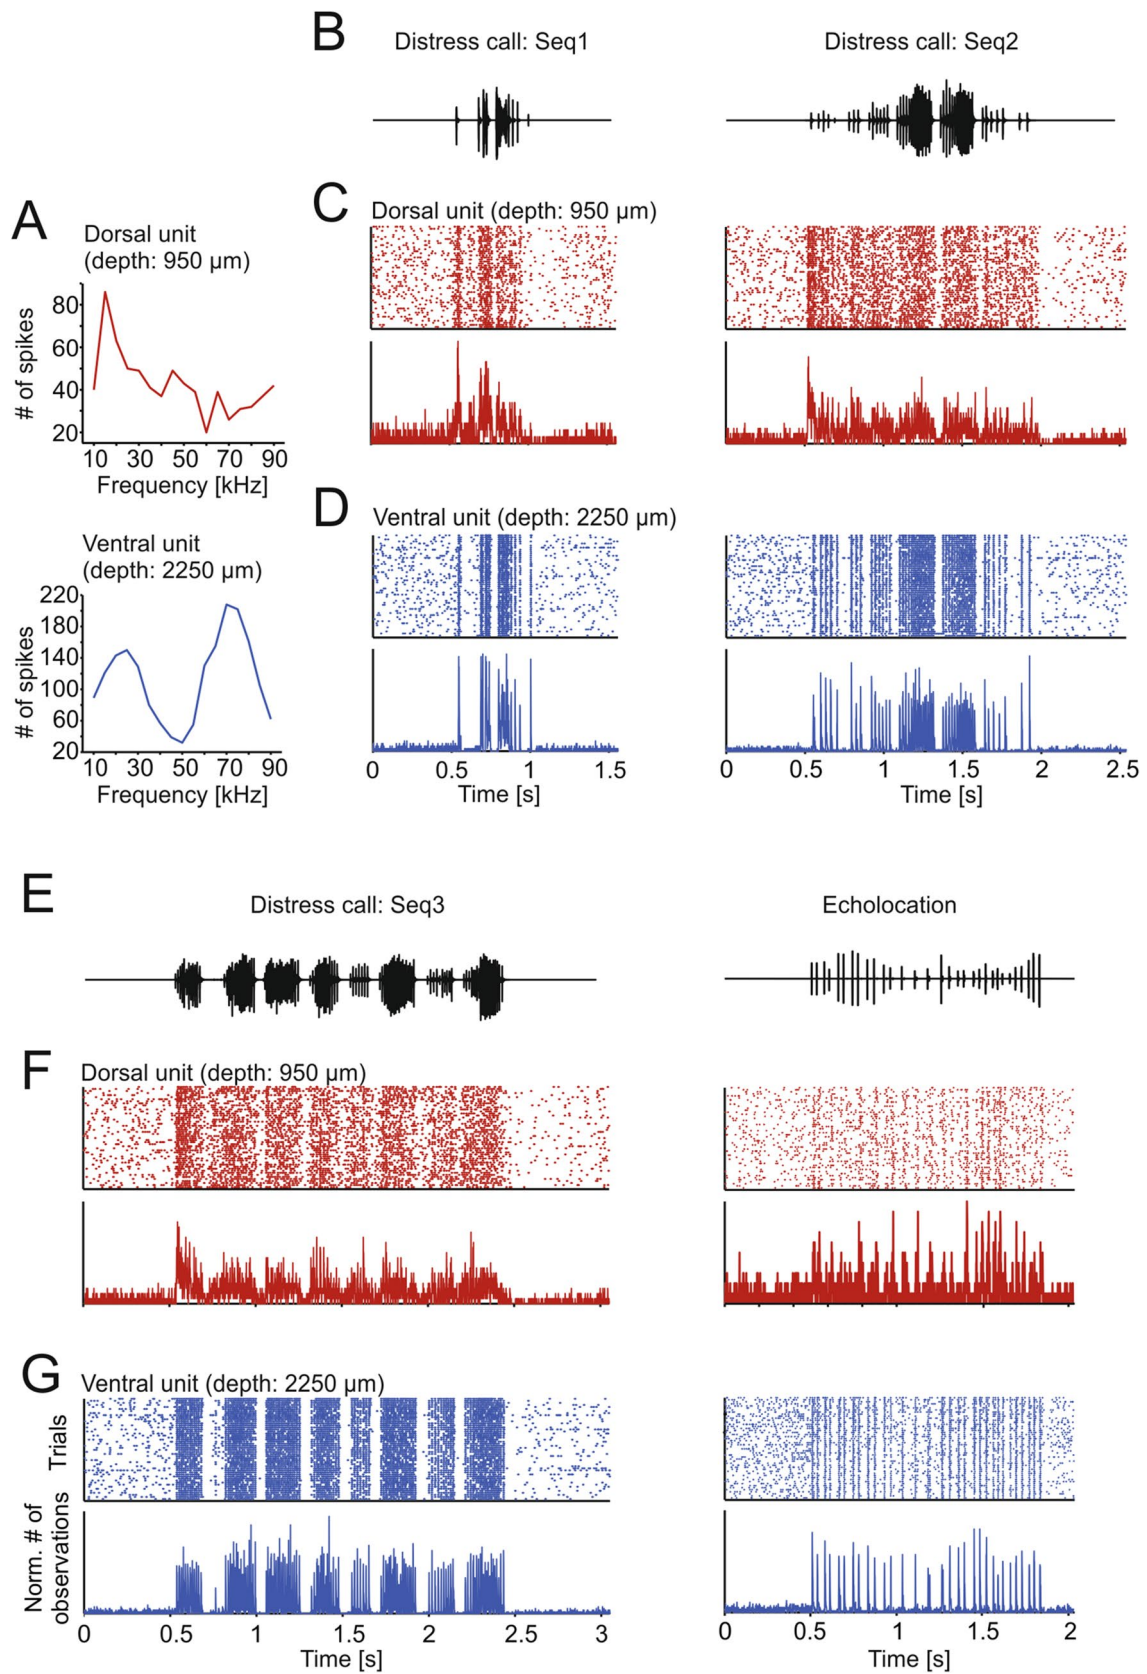 B
Distress call: Seq1
Distress call: Seq2
A
Dorsal unit
(depth: 950 µm)
# of spikes
80
60
40
20
10 30 50 70 90
Frequency [kHz]
Ventral unit
(depth: 2250 µm)
# of spikes
220
180
140
100
60
20
10 30 50 70 90
Frequency [kHz]
C
Dorsal unit (depth: 950 µm)
D
Ventral unit (depth: 2250 µm)
0 0.5 1 1.5
Time [s]
0 0.5 1 1.5 2 2.5
Time [s]
E
Distress call: Seq3
Echolocation
F
Dorsal unit (depth: 950 µm)
G
Ventral unit (depth: 2250 µm)
Trials
Norm. # of
observations
0 0.5 1 1.5 2 2.5 3
Time [s]
0 0.5 1 1.5 2
Time [s]